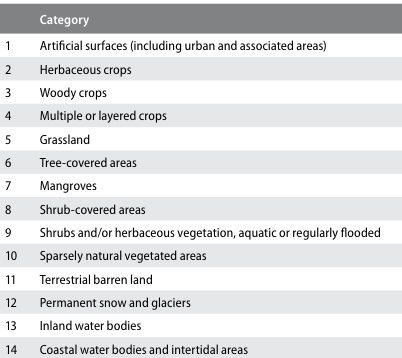 Category
1 Artificial surfaces (including urban and associated areas)
2 Herbaceous crops
3 Woody crops
4 Multiple or layered crops
5 Grassland
6 Tree-covered areas
7 Mangroves
8 Shrub-covered areas
9 Shrubs and/or herbaceous vegetation, aquatic or regularly flooded
10 Sparsely natural vegetated areas
11 Terrestrial barren land
12 Permanent snow and glaciers
13 Inland water bodies
14 Coastal water bodies and intertidal areas